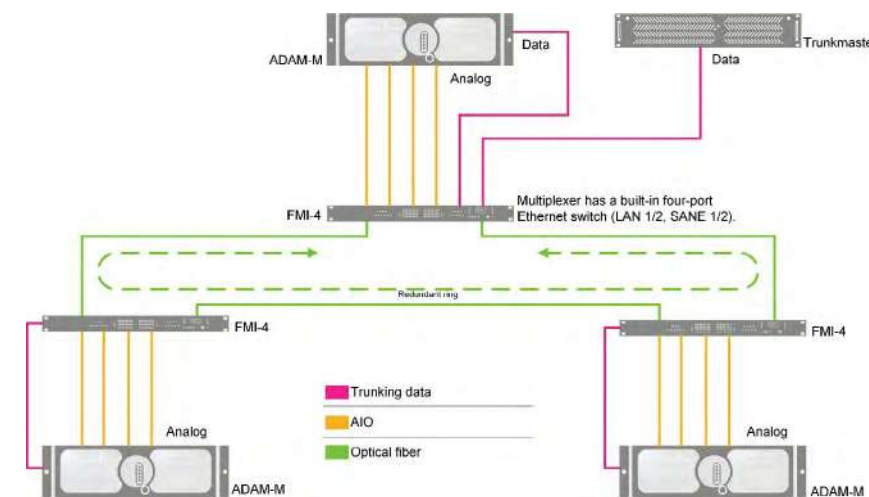 ADAM-M
Data
Analog
Trunkmaste
Data
FMI-4
Multiplexer has a built-in four-port
Ethernet switch (LAN 1/2, SANE 1/2).
Redundant ring
FMI-4
FMI-4
Trunking data
AIO
Optical fiber
Analog
ADAM-M
Analog
ADAM-M